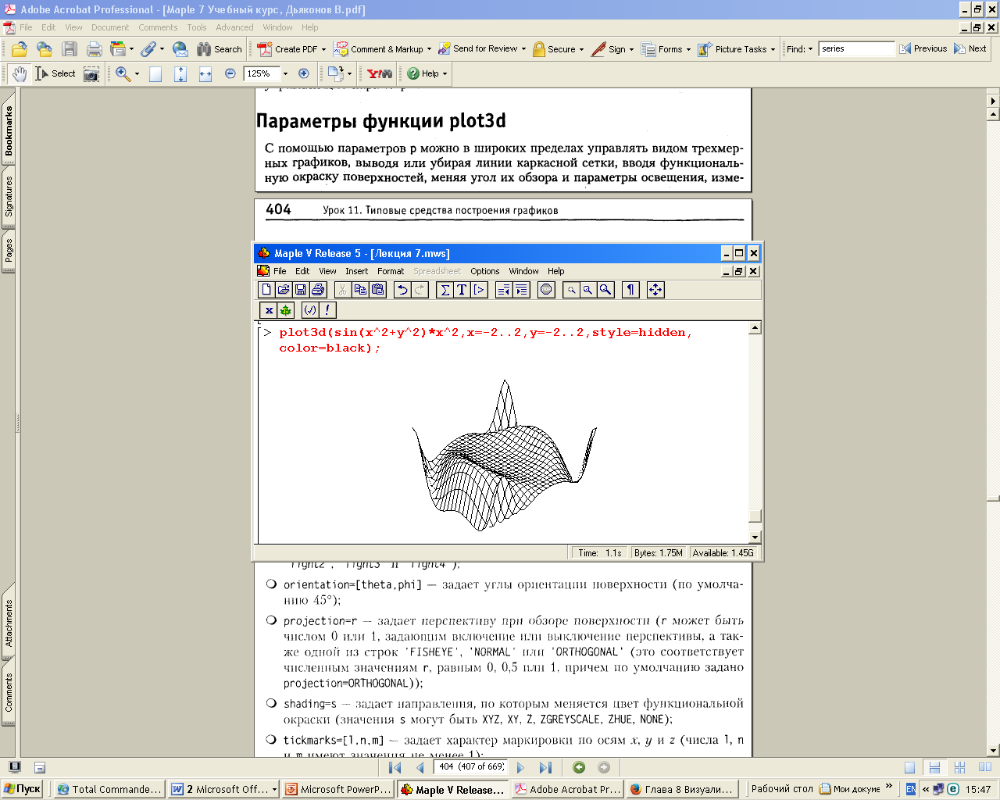 Adobe Acrobat Professional - [Maple 7 Учебный курс, Дьяконов В.pdf]
File Edit View Document Comments Tools Advanced Window Help
Search Create PDF Comment & Markup Send for Review Secure Sign Forms Picture Tasks Find: series Previous Next
Select 125% Y! Help
Bookmarks
Signatures
Pages
Attachments
Comments
Параметры функции plot3d
С помощью параметров p можно в широких пределах управлять видом трехмер-
ных графиков, выводя или убирая линии каркасной сетки, вводя функциональ-
ную окраску поверхностей, меняя угол их обзора и параметры освещения, изме-
404 Урок 11. Типовые средства построения графиков
Maple V Release 5 - [Лекция 7.mws]
File Edit View Insert Format Spreadsheet Options Window Help
> plot3d(sin(x^2+y^2)*x^2,x=-2..2,y=-2..2,style=hidden,
color=black);
Time: 1.1s Bytes: 1.75M Available: 1.45G
'light2', 'light3' и 'light4');
orientation=[theta,phi] — задает углы ориентации поверхности (по умолча-
нию 45°);
projection=r — задает перспективу при обзоре поверхности (r может быть
числом 0 или 1, задающим включение или выключение перспективы, а так-
же одной из строк 'FISHEYE', 'NORMAL' или 'ORTHOGONAL' (это соответствует
численным значениям r, равным 0, 0,5 или 1, причем по умолчанию задано
projection=ORTHOGONAL));
shading=s — задает направления, по которым меняется цвет функциональной
окраски (значения s могут быть XYZ, XY, Z, ZGREYSCALE, ZHUE, NONE);
tickmarks=[l,n,m] — задает характер маркировки по осям x, y и z (числа l, n
и m имеют значения не менее 1);
404 (407 of 669)
Пуск Total Commande... 2 Microsoft Off... Microsoft PowerP... Maple V Release... Adobe Acrobat Pr... Глава 8 Визуали... Рабочий стол Мои докуме » EN « 15:47